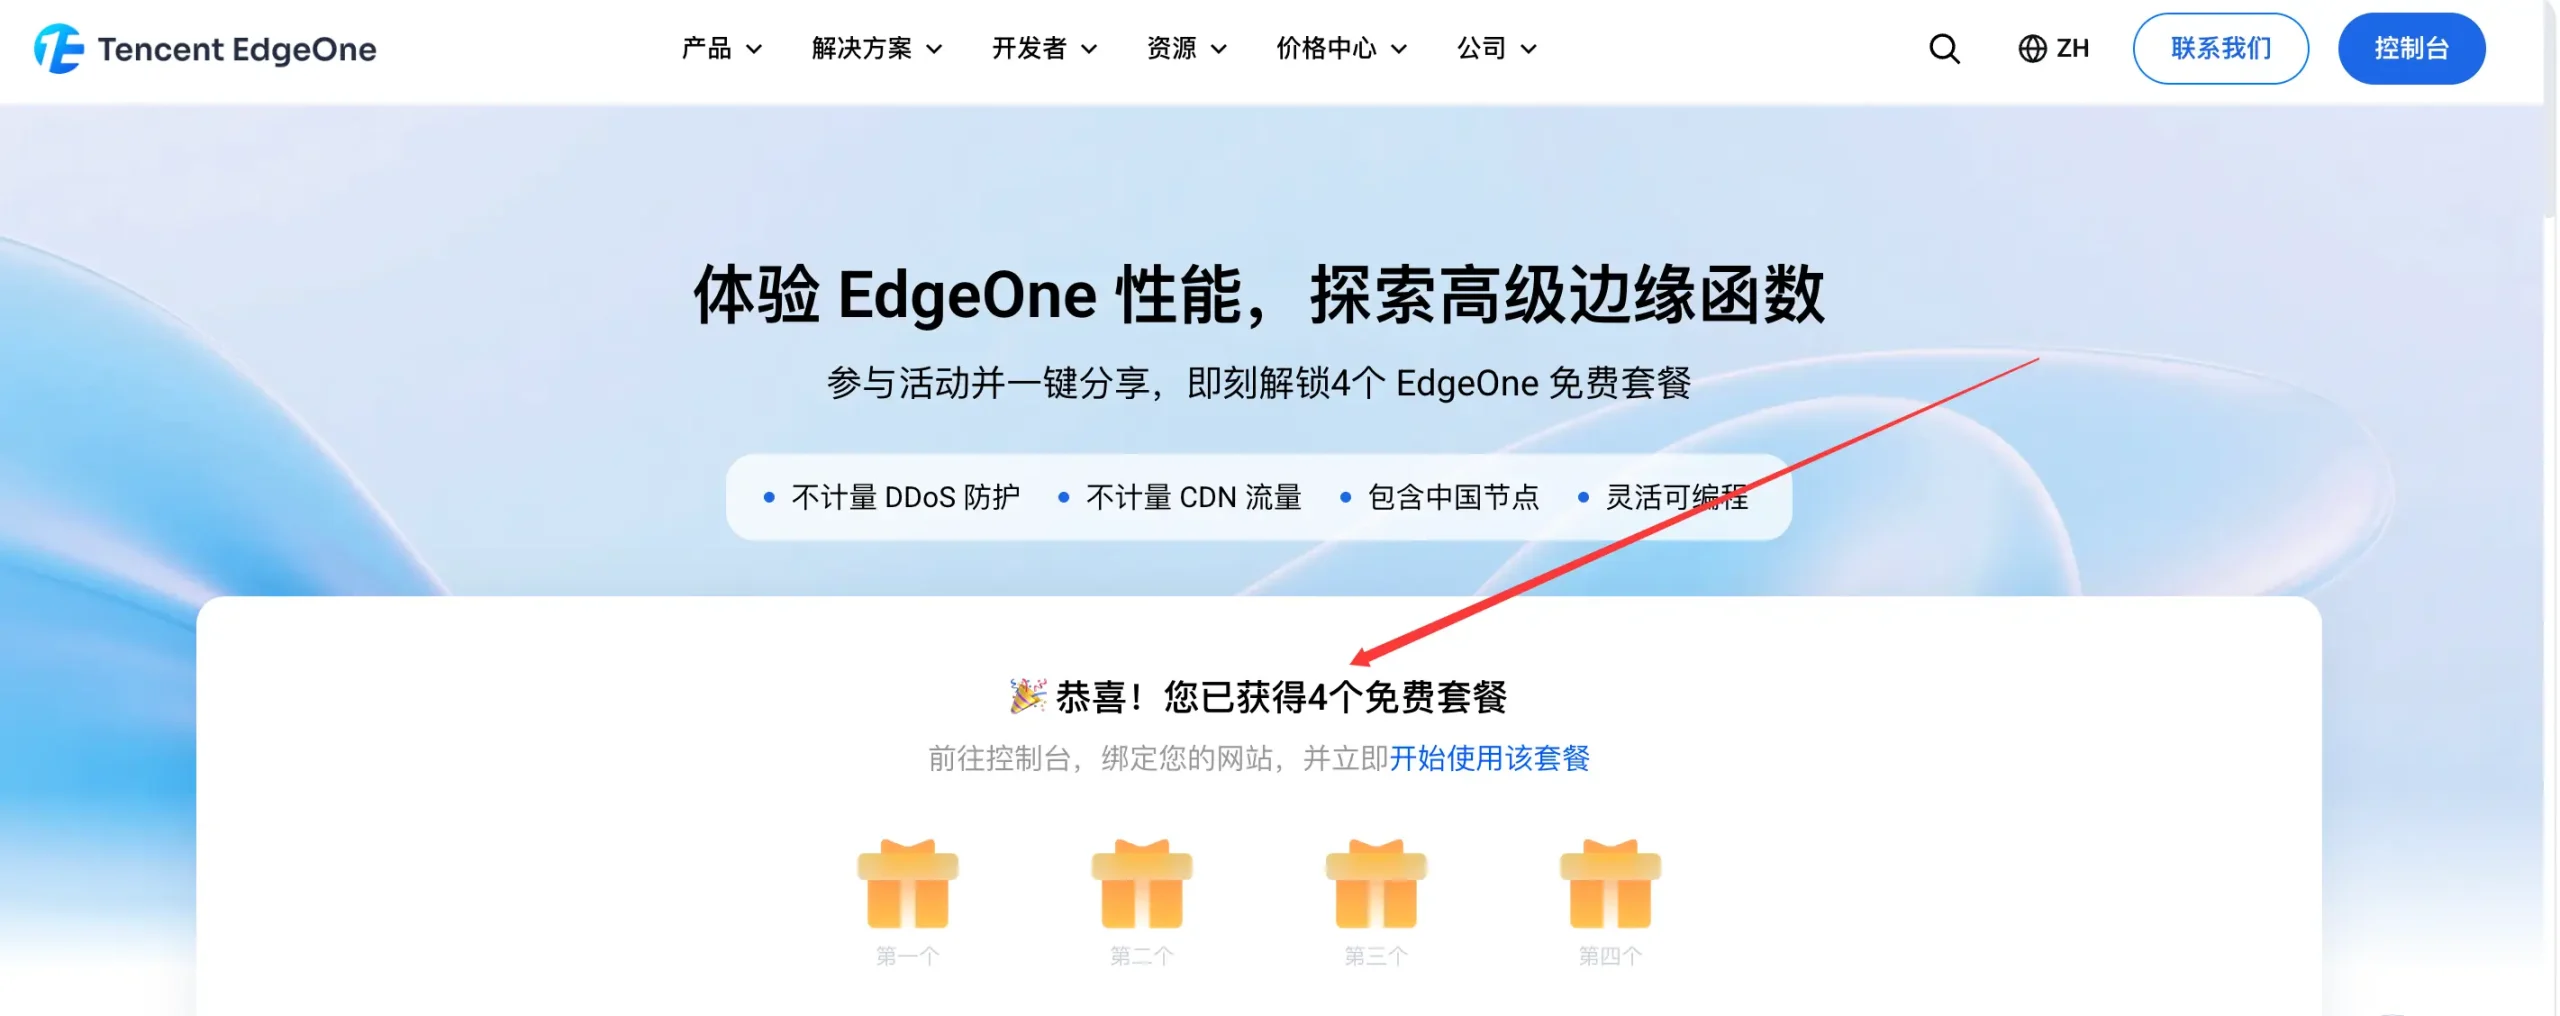 Tencent EdgeOne 产品 解决方案 开发者 资源 价格中心 公司 ZH 联系我们 控制台
体验 EdgeOne 性能，探索高级边缘函数
参与活动并一键分享，即刻解锁4个 EdgeOne 免费套餐
• 不计量 DDoS 防护 • 不计量 CDN 流量 • 包含中国节点 • 灵活可编程
🎉 恭喜！您已获得4个免费套餐
前往控制台，绑定您的网站，并立即开始使用该套餐
第一个 第二个 第三个 第四个